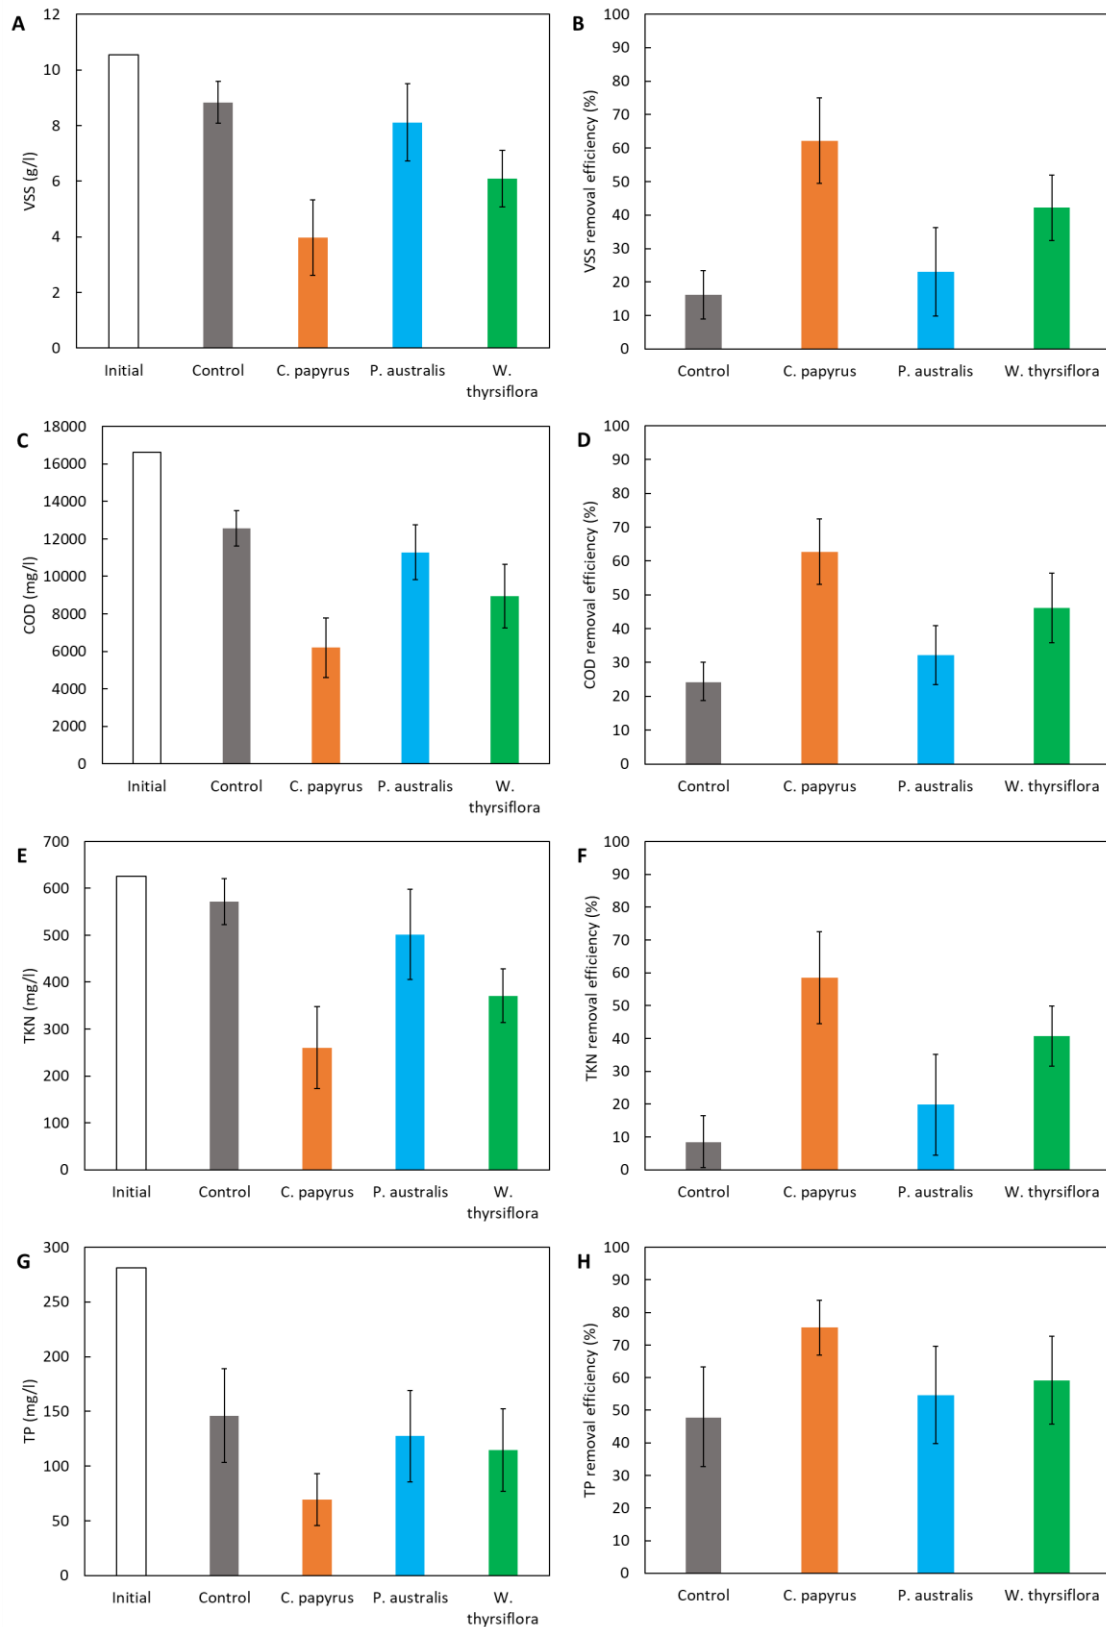 A
VSS (g/l)
12
10
8
6
4
2
0
Initial
Control
C. papyrus
P. australis
W.
thyrsiflora
B
VSS removal efficiency (%)
100
90
80
70
60
50
40
30
20
10
0
Control
C. papyrus
P. australis
W. thyrsiflora
C
COD (mg/l)
18000
16000
14000
12000
10000
8000
6000
4000
2000
0
Initial
Control
C. papyrus
P. australis
W.
thyrsiflora
D
COD removal efficiency (%)
100
90
80
70
60
50
40
30
20
10
0
Control
C. papyrus
P. australis
W. thyrsiflora
E
TKN (mg/l)
700
600
500
400
300
200
100
0
Initial
Control
C. papyrus
P. australis
W.
thyrsiflora
F
TKN removal efficiency (%)
100
90
80
70
60
50
40
30
20
10
0
Control
C. papyrus
P. australis
W. thyrsiflora
G
TP (mg/l)
300
250
200
150
100
50
0
Initial
Control
C. papyrus
P. australis
W.
thyrsiflora
H
TP removal efficiency (%)
100
90
80
70
60
50
40
30
20
10
0
Control
C. papyrus
P. australis
W. thyrsiflora